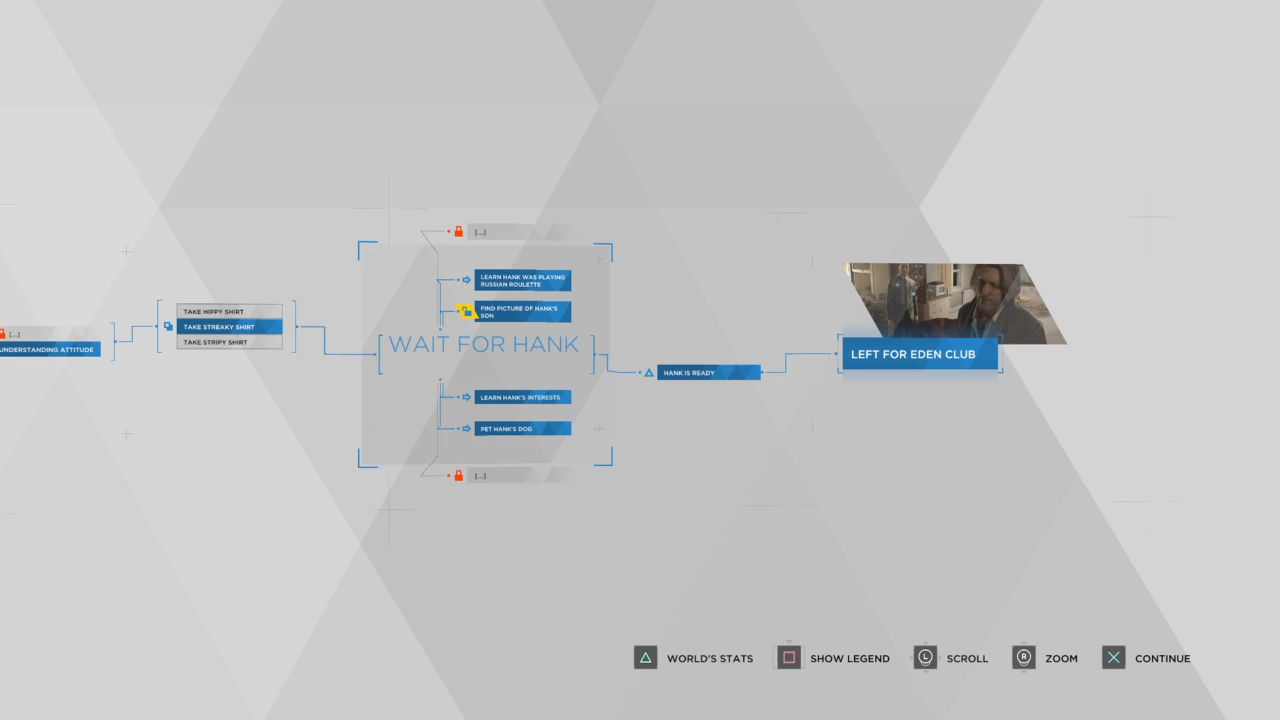 [...]
UNDERSTANDING ATTITUDE
TAKE HIPPY SHIRT
TAKE STREAKY SHIRT
TAKE STRIPY SHIRT
[...]
LEARN HANK WAS PLAYING
RUSSIAN ROULETTE
FIND PICTURE OF HANK'S
SON
WAIT FOR HANK
LEARN HANK'S INTERESTS
PET HANK'S DOG
[...]
HANK IS READY
LEFT FOR EDEN CLUB
WORLD'S STATS
SHOW LEGEND
L
SCROLL
R
ZOOM
CONTINUE